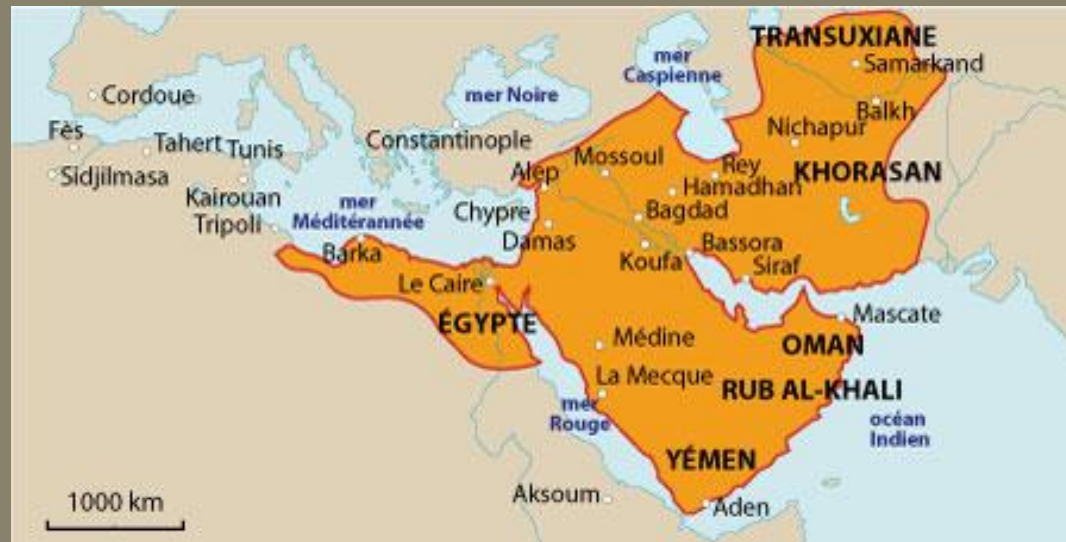 TRANSUXIANE
mer
Caspienne
Samarkand
Cordoue
mer Noire
Balkh
Fès
Tahert
Tunis
Constantinople
Nichapur
Mossoul
Alep
Rey
Sidjilmasa
Hamadhan
KHORASAN
Kairouan
mer
Méditérannée
Chypre
Bagdad
Tripoli
Barka
Damas
Koufa
Bassora
Siraf
Le Caire
Mascate
ÉGYPTE
Médine
OMAN
La Mecque
RUB AL-KHALI
mer
Rouge
océan
Indien
YÉMEN
1000 km
Aksoum
Aden